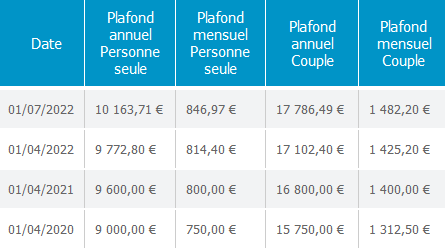 Date
Plafond
annuel
Personne
seule
Plafond
mensuel
Personne
seule
Plafond
annuel
Couple
Plafond
mensuel
Couple
01/07/2022 10 163,71 € 846,97 € 17 786,49 € 1 482,20 €
01/04/2022 9 772,80 € 814,40 € 17 102,40 € 1 425,20 €
01/04/2021 9 600,00 € 800,00 € 16 800,00 € 1 400,00 €
01/04/2020 9 000,00 € 750,00 € 15 750,00 € 1 312,50 €